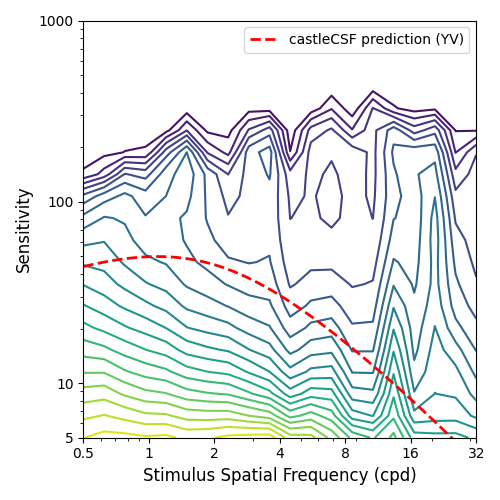 1000
castleCSF prediction (YV)
Sensitivity
100
10
5
0.5 1 2 4 8 16 32
Stimulus Spatial Frequency (cpd)